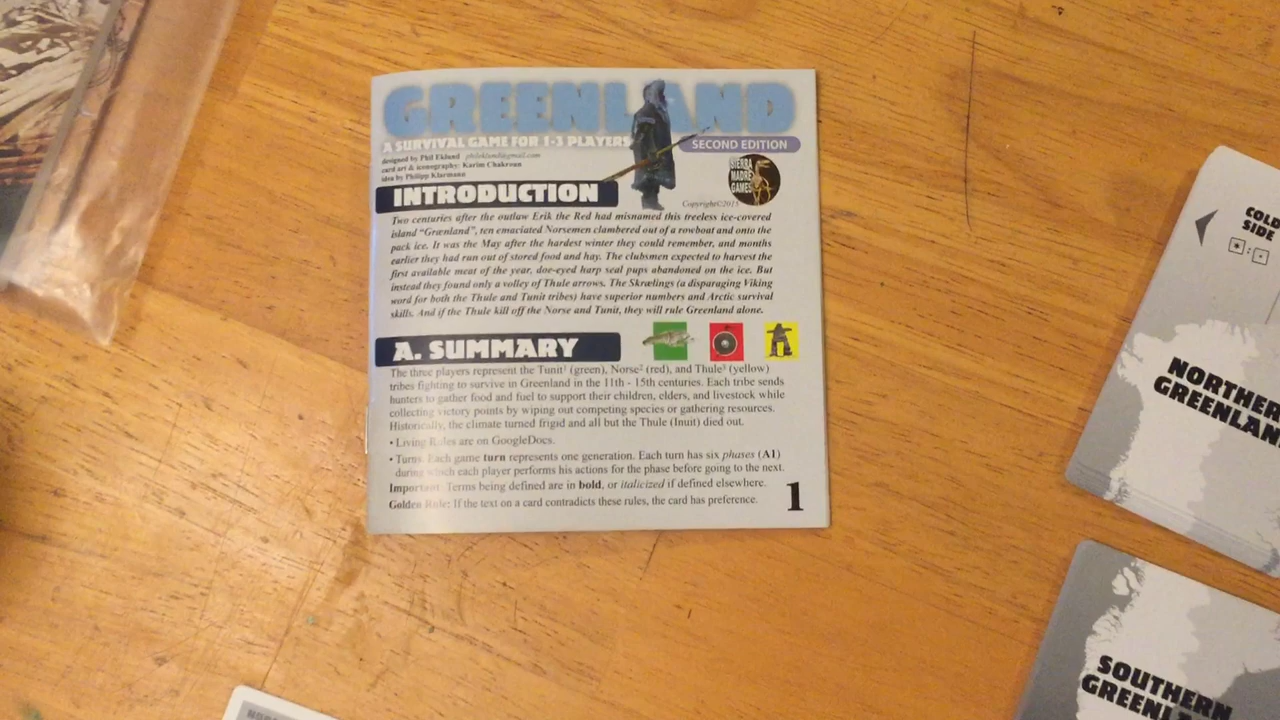 GREENLAND
A SURVIVAL GAME FOR 1-3 PLAYERS
SECOND EDITION
designed by Phil Eklund phileklund@gmail.com
card art & iconography: Karim Chakroun
idea by Philipp Klarmann
SIERRA
MADRE
GAMES
Copyright©2015
INTRODUCTION
Two centuries after the outlaw Erik the Red had misnamed this treeless ice-covered
island “Grœnland”, ten emaciated Norsemen clambered out of a rowboat and onto the
pack ice. It was the May after the hardest winter they could remember, and months
earlier they had run out of stored food and hay. The clubsmen expected to harvest the
first available meat of the year, doe-eyed harp seal pups abandoned on the ice. But
instead they found only a volley of Thule arrows. The Skrælings (a disparaging Viking
word for both the Thule and Tunit tribes) have superior numbers and Arctic survival
skills. And if the Thule kill off the Norse and Tunit, they will rule Greenland alone.
A. SUMMARY
The three players represent the Tunit¹ (green), Norse² (red), and Thule³ (yellow)
tribes fighting to survive in Greenland in the 11th - 15th centuries. Each tribe sends
hunters to gather food and fuel to support their children, elders, and livestock while
collecting victory points by wiping out competing species or gathering resources.
Historically, the climate turned frigid and all but the Thule (Inuit) died out.
• Living Rules are on GoogleDocs.
• Turns. Each game turn represents one generation. Each turn has six phases (A1)
during which each player performs his actions for the phase before going to the next.
Important: Terms being defined are in bold, or italicized if defined elsewhere.
Golden Rule: If the text on a card contradicts these rules, the card has preference.
1
COLD
SIDE
NORTHERN
GREENLAN
SOUTHERN
GREENL